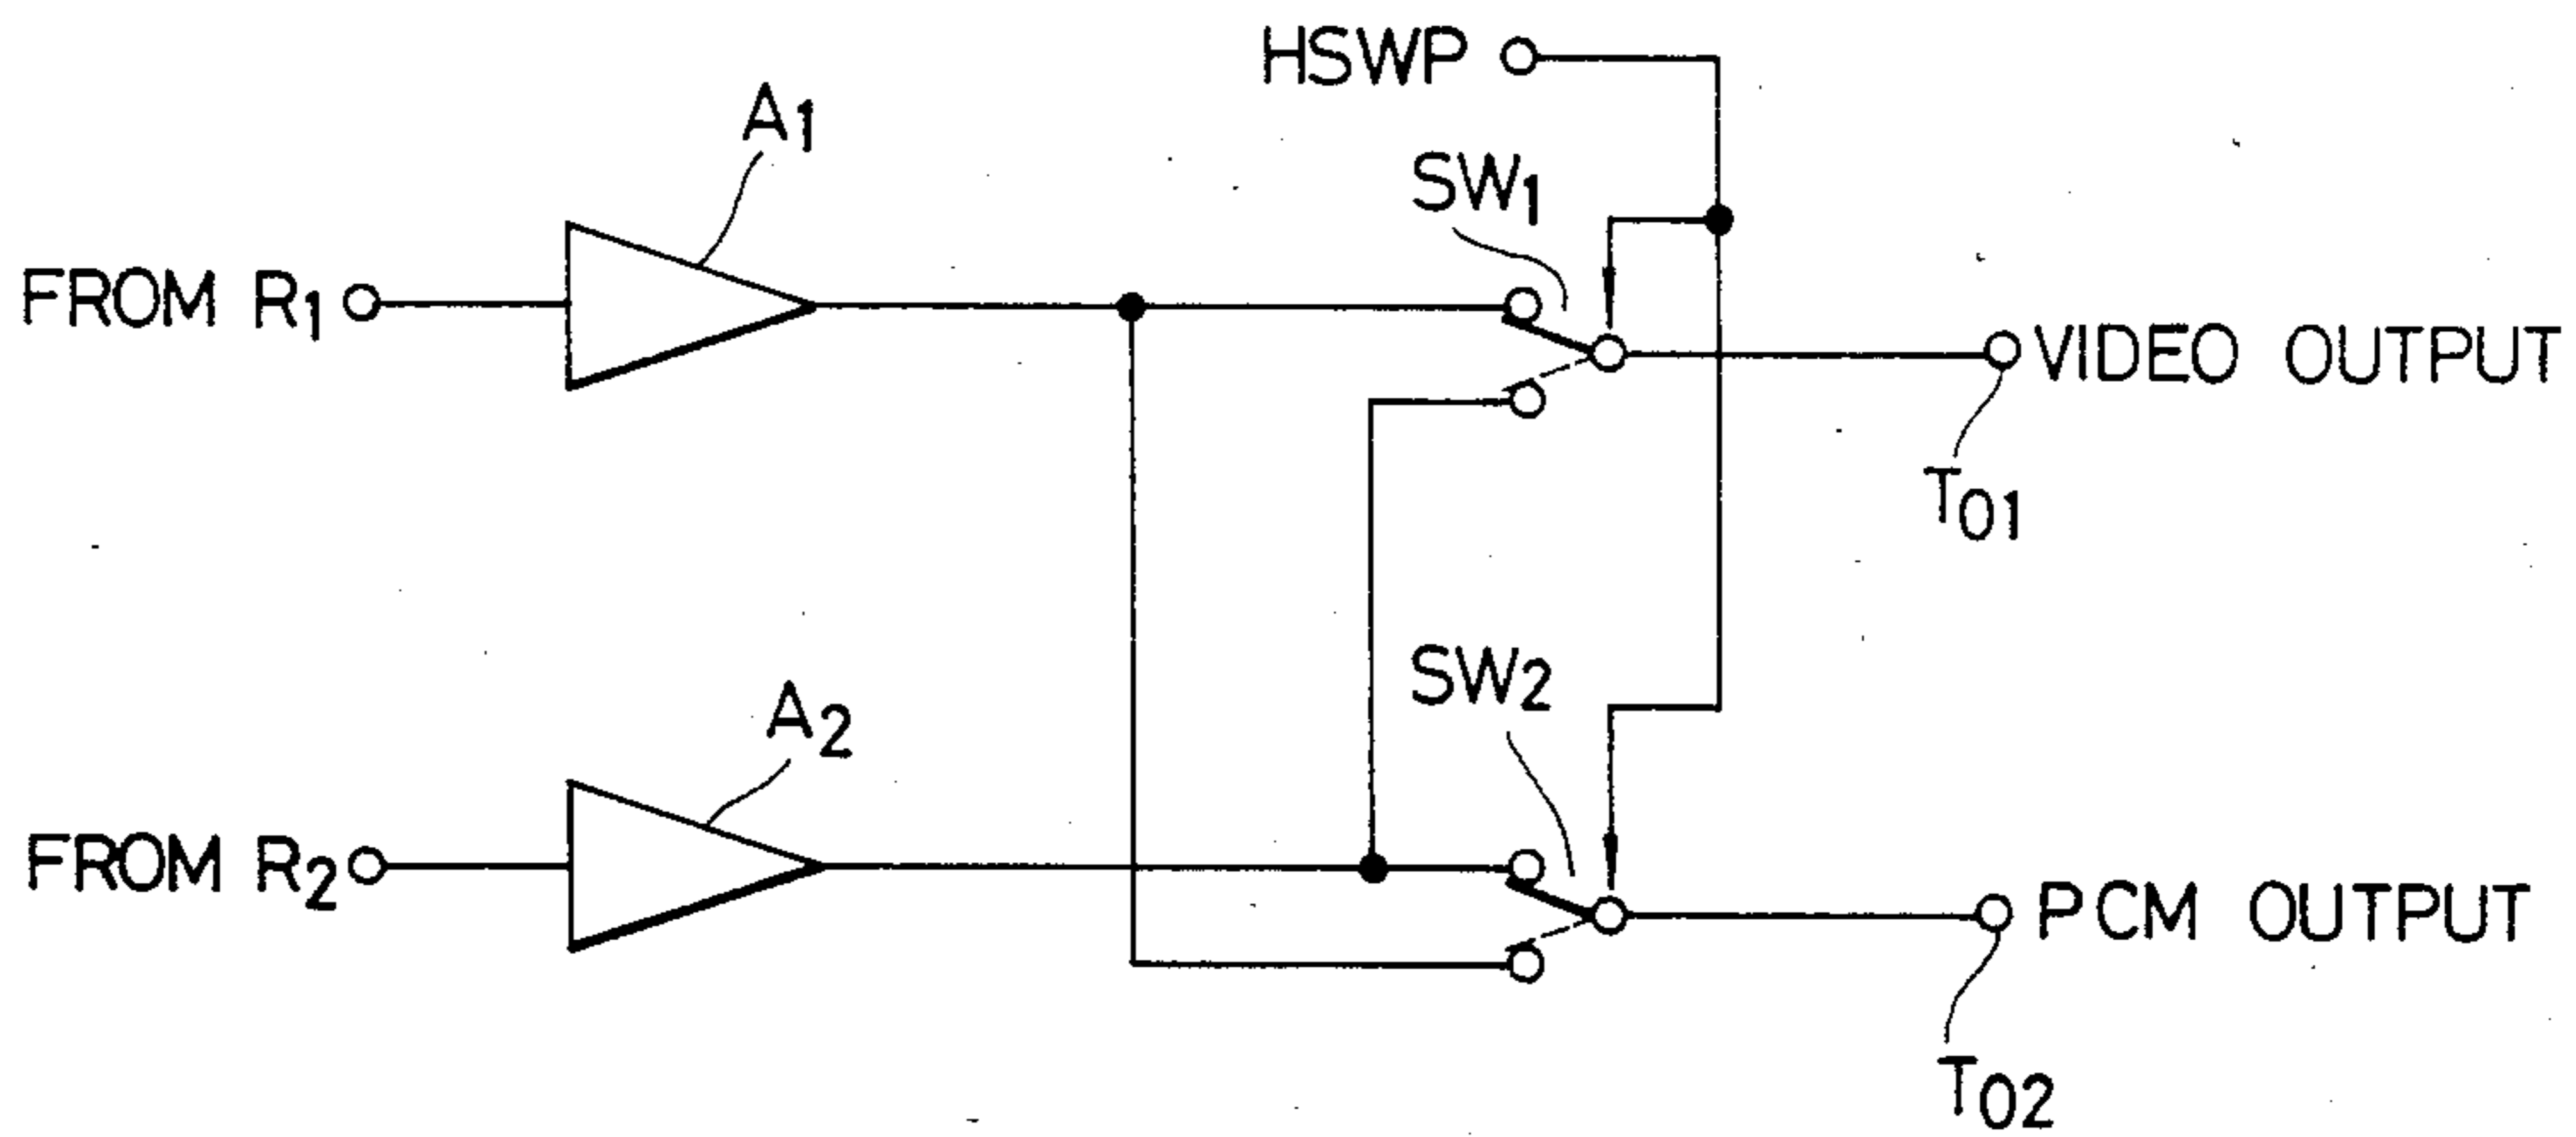 HSWP
A1
SW1
FROM R1
VIDEO OUTPUT
T01
SW2
A2
FROM R2
PCM OUTPUT
T02